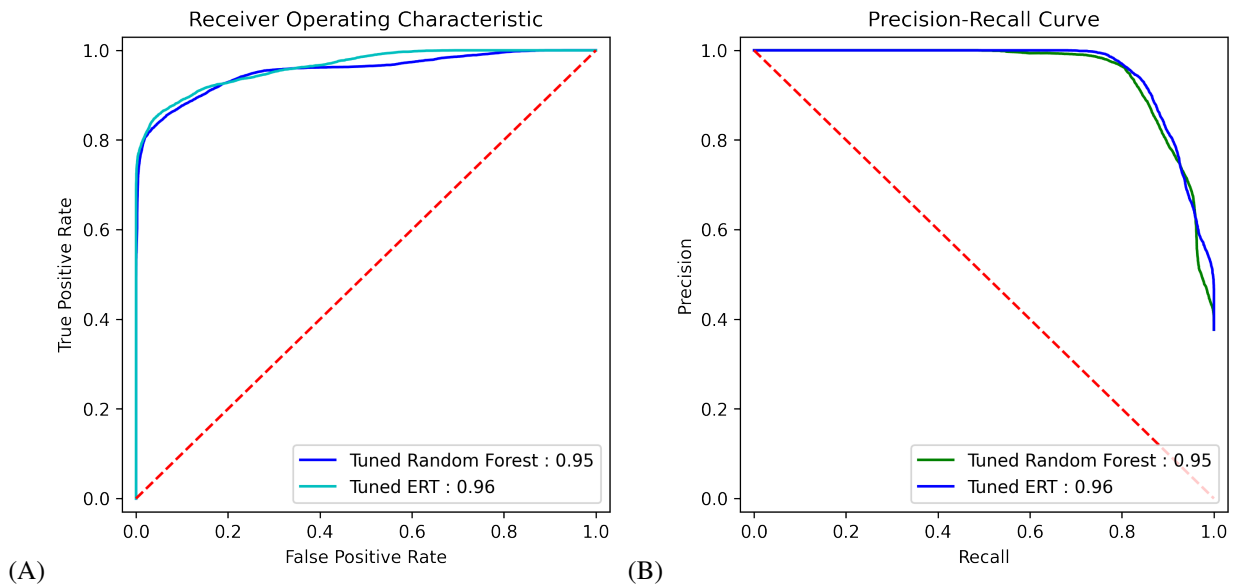 Receiver Operating Characteristic
1.0
0.8
0.6
0.4
0.2
0.0
True Positive Rate
Tuned Random Forest : 0.95
Tuned ERT : 0.96
0.0 0.2 0.4 0.6 0.8 1.0
False Positive Rate
(A)
Precision-Recall Curve
1.0
0.8
0.6
0.4
0.2
0.0
Precision
Tuned Random Forest : 0.95
Tuned ERT : 0.96
0.0 0.2 0.4 0.6 0.8 1.0
Recall
(B)